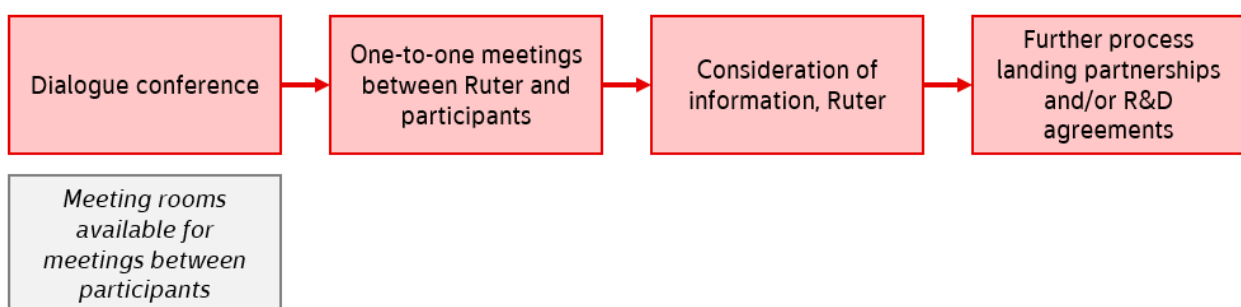 Dialogue conference
One-to-one meetings
between Ruter and
participants
Consideration of
information, Ruter
Further process
landing partnerships
and/or R&D
agreements
Meeting rooms
available for
meetings between
participants